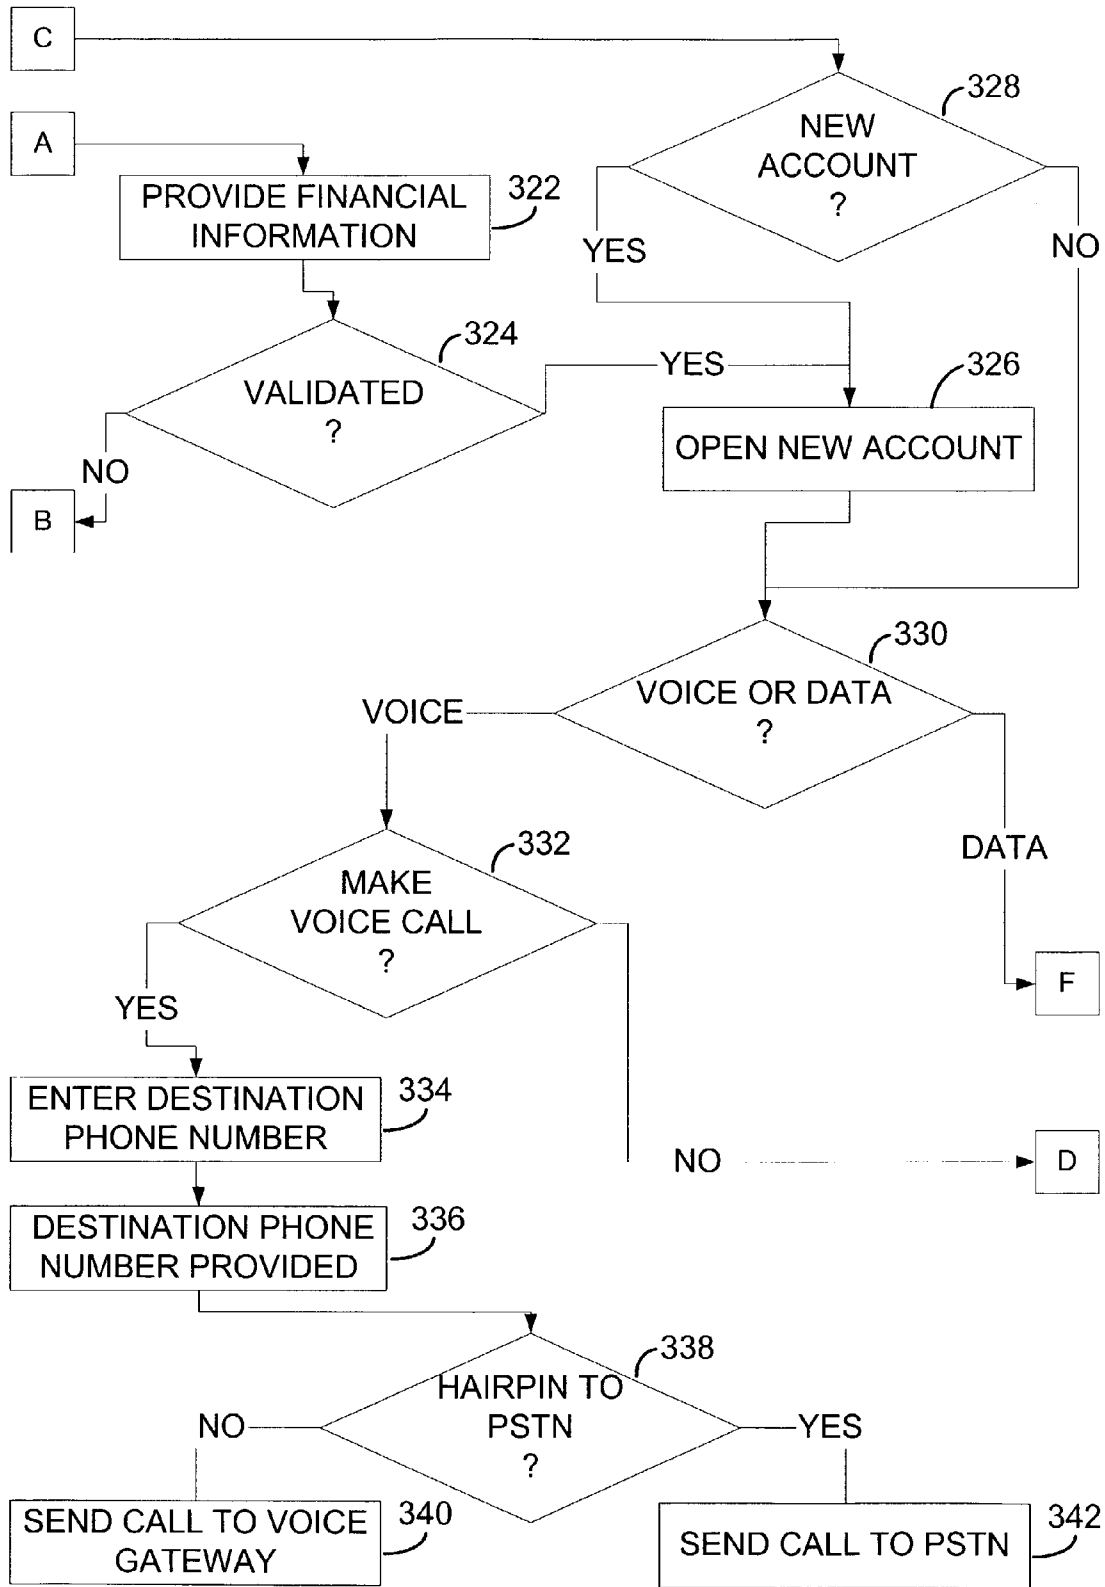 C
328
NEW
ACCOUNT
?
A
PROVIDE FINANCIAL
INFORMATION
322
YES
NO
324
VALIDATED
?
YES
326
OPEN NEW ACCOUNT
NO
B
330
VOICE OR DATA
?
VOICE
332
MAKE
VOICE CALL
?
DATA
F
YES
334
ENTER DESTINATION
PHONE NUMBER
NO
D
336
DESTINATION PHONE
NUMBER PROVIDED
338
HAIRPIN TO
PSTN
?
NO
YES
SEND CALL TO VOICE
GATEWAY
340
SEND CALL TO PSTN
342